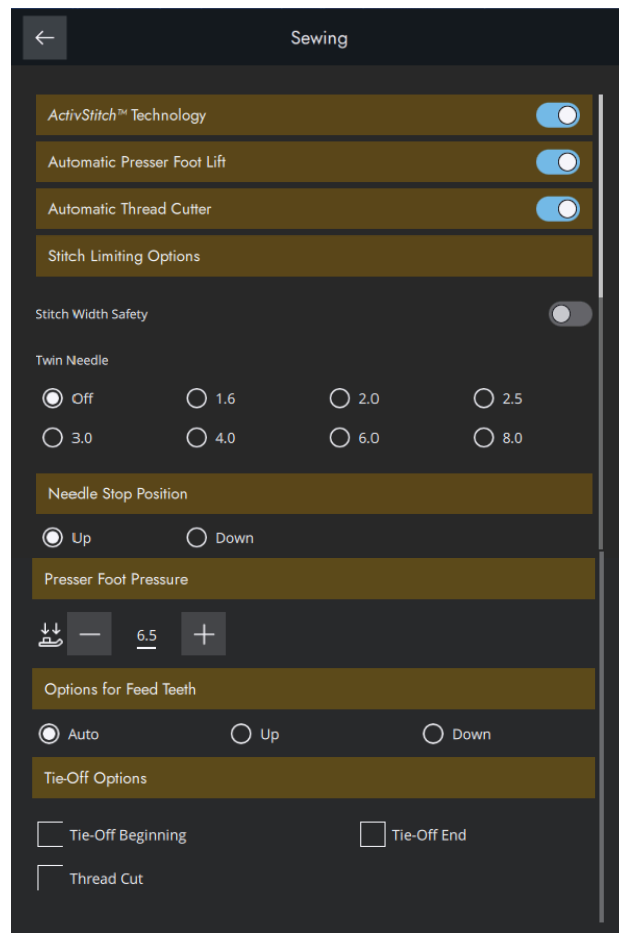 Sewing
ActivStitch™ Technology
Automatic Presser Foot Lift
Automatic Thread Cutter
Stitch Limiting Options
Stitch Width Safety
Twin Needle
Off 1.6 2.0 2.5
3.0 4.0 6.0 8.0
Needle Stop Position
Up Down
Presser Foot Pressure
6.5
Options for Feed Teeth
Auto Up Down
Tie-Off Options
Tie-Off Beginning Tie-Off End
Thread Cut